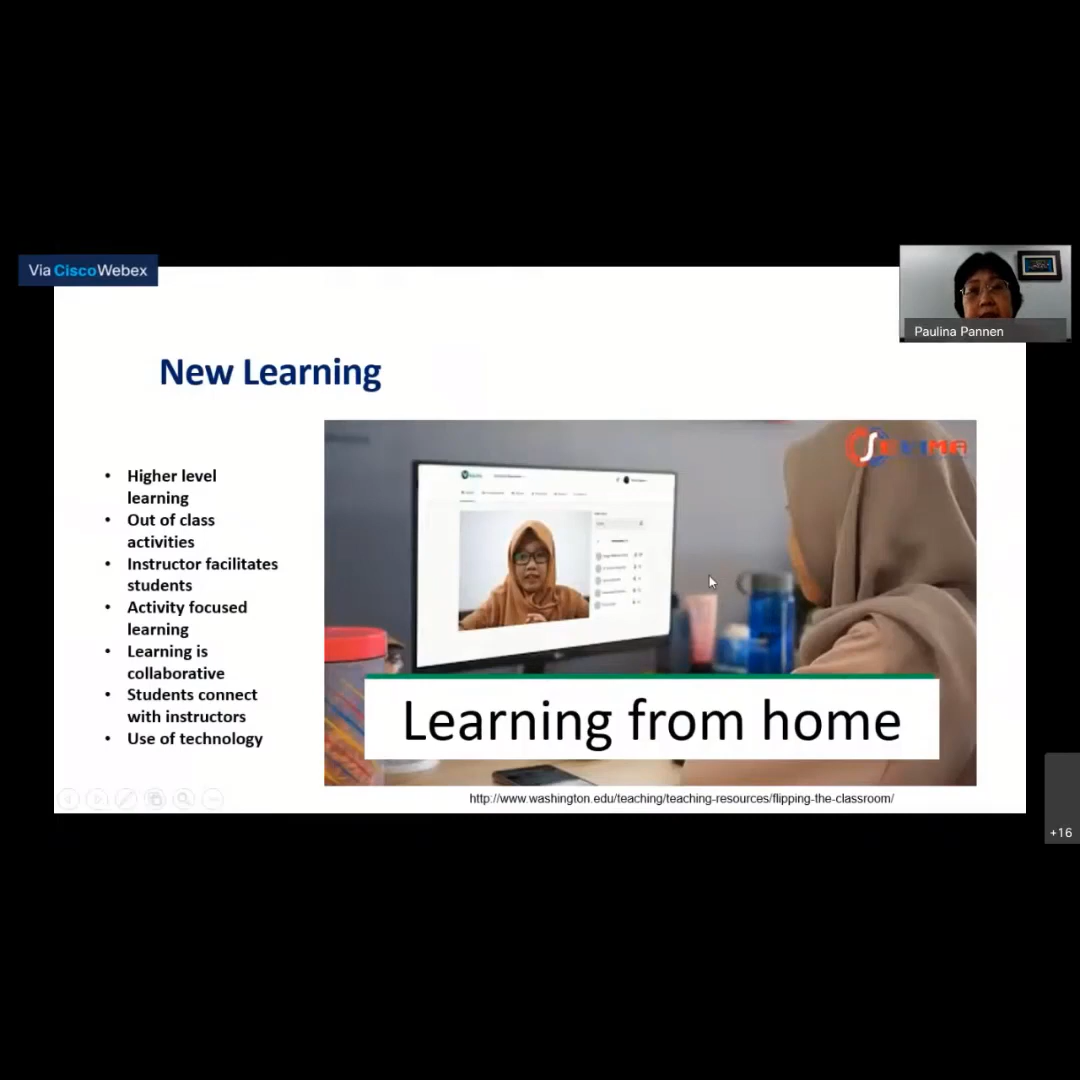 Via Cisco Webex
Paulina Pannen
New Learning
• Higher level
learning
• Out of class
activities
• Instructor facilitates
students
• Activity focused
learning
• Learning is
collaborative
• Students connect
with instructors
• Use of technology
Learning from home
http://www.washington.edu/teaching/teaching-resources/flipping-the-classroom/
+16